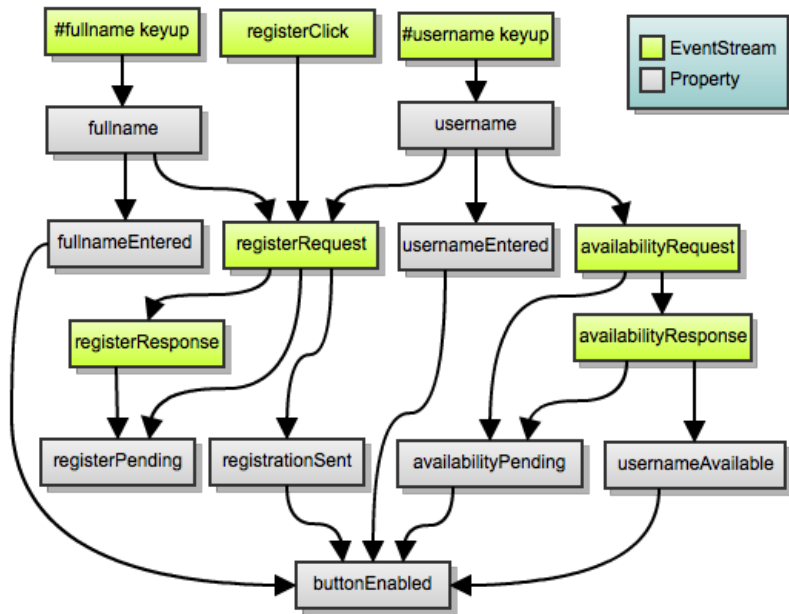 #fullname keyup
registerClick
#username keyup
EventStream
Property
fullname
username
fullnameEntered
registerRequest
usernameEntered
availabilityRequest
registerResponse
availabilityResponse
registerPending
registrationSent
availabilityPending
usernameAvailable
buttonEnabled